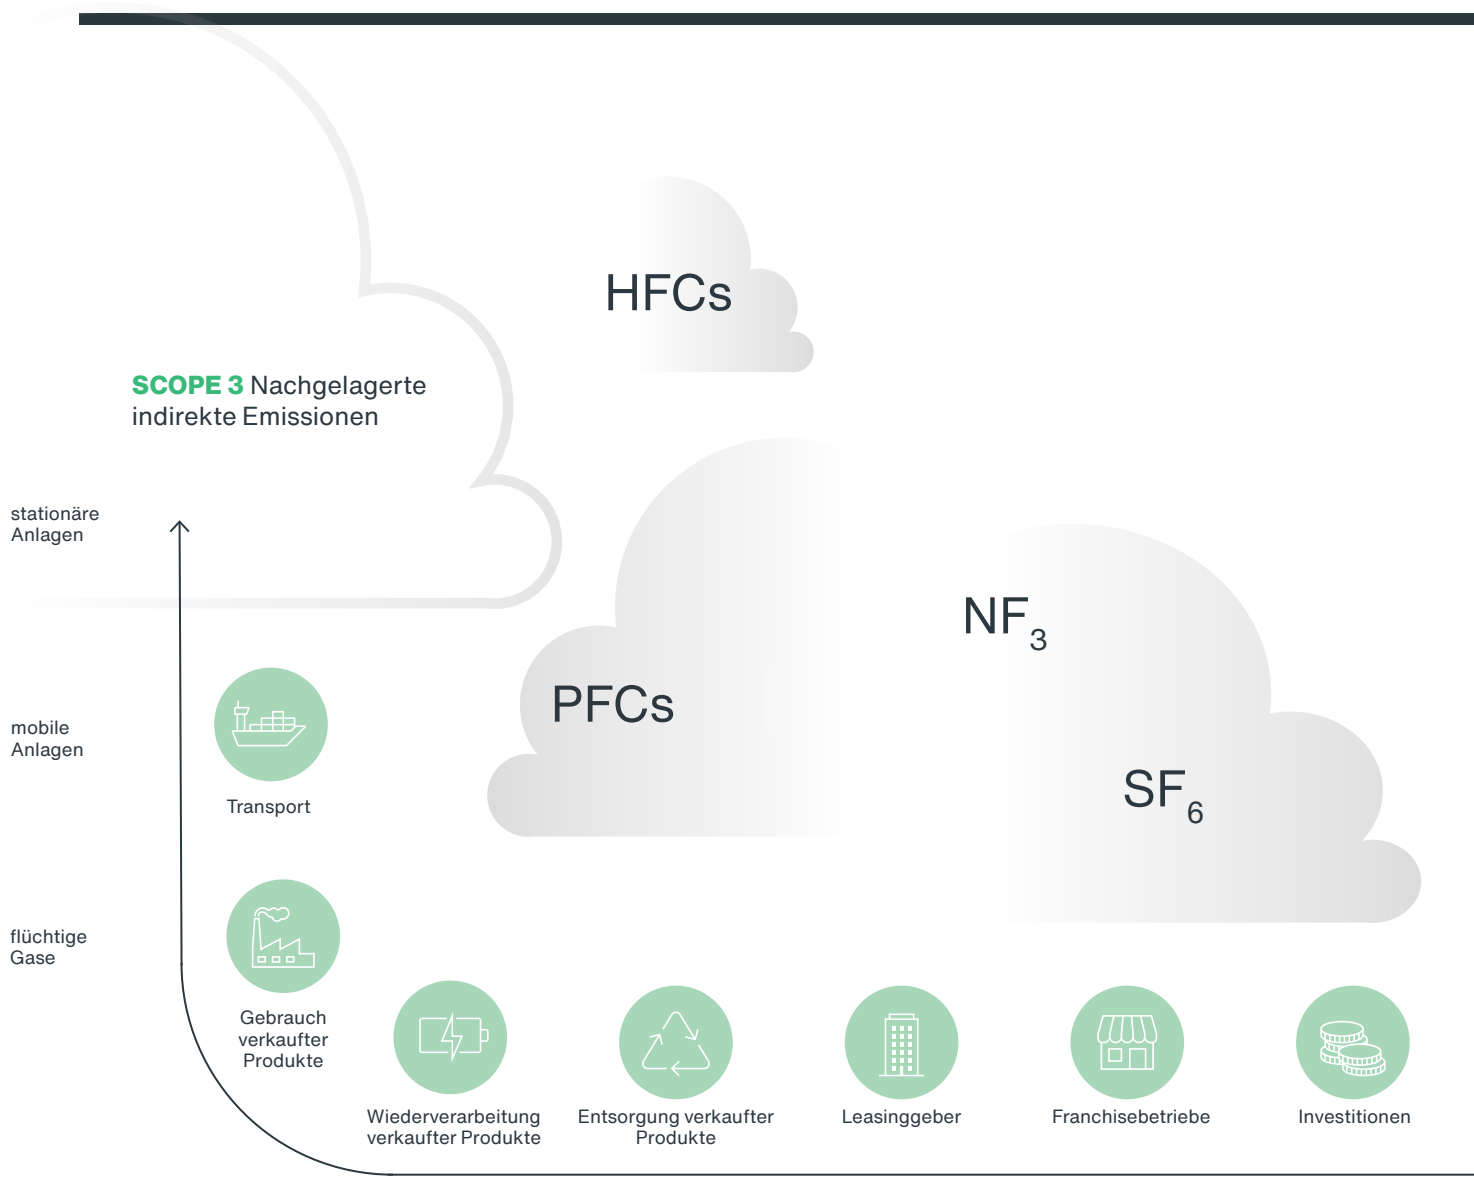 HFCs
SCOPE 3 Nachgelagerte
indirekte Emissionen
stationäre
Anlagen
NF3
PFCs
mobile
Anlagen
SF6
Transport
flüchtige
Gase
Gebrauch
verkaufter
Produkte
Wiederverarbeitung
verkaufter Produkte
Entsorgung verkaufter
Produkte
Leasinggeber
Franchisebetriebe
Investitionen